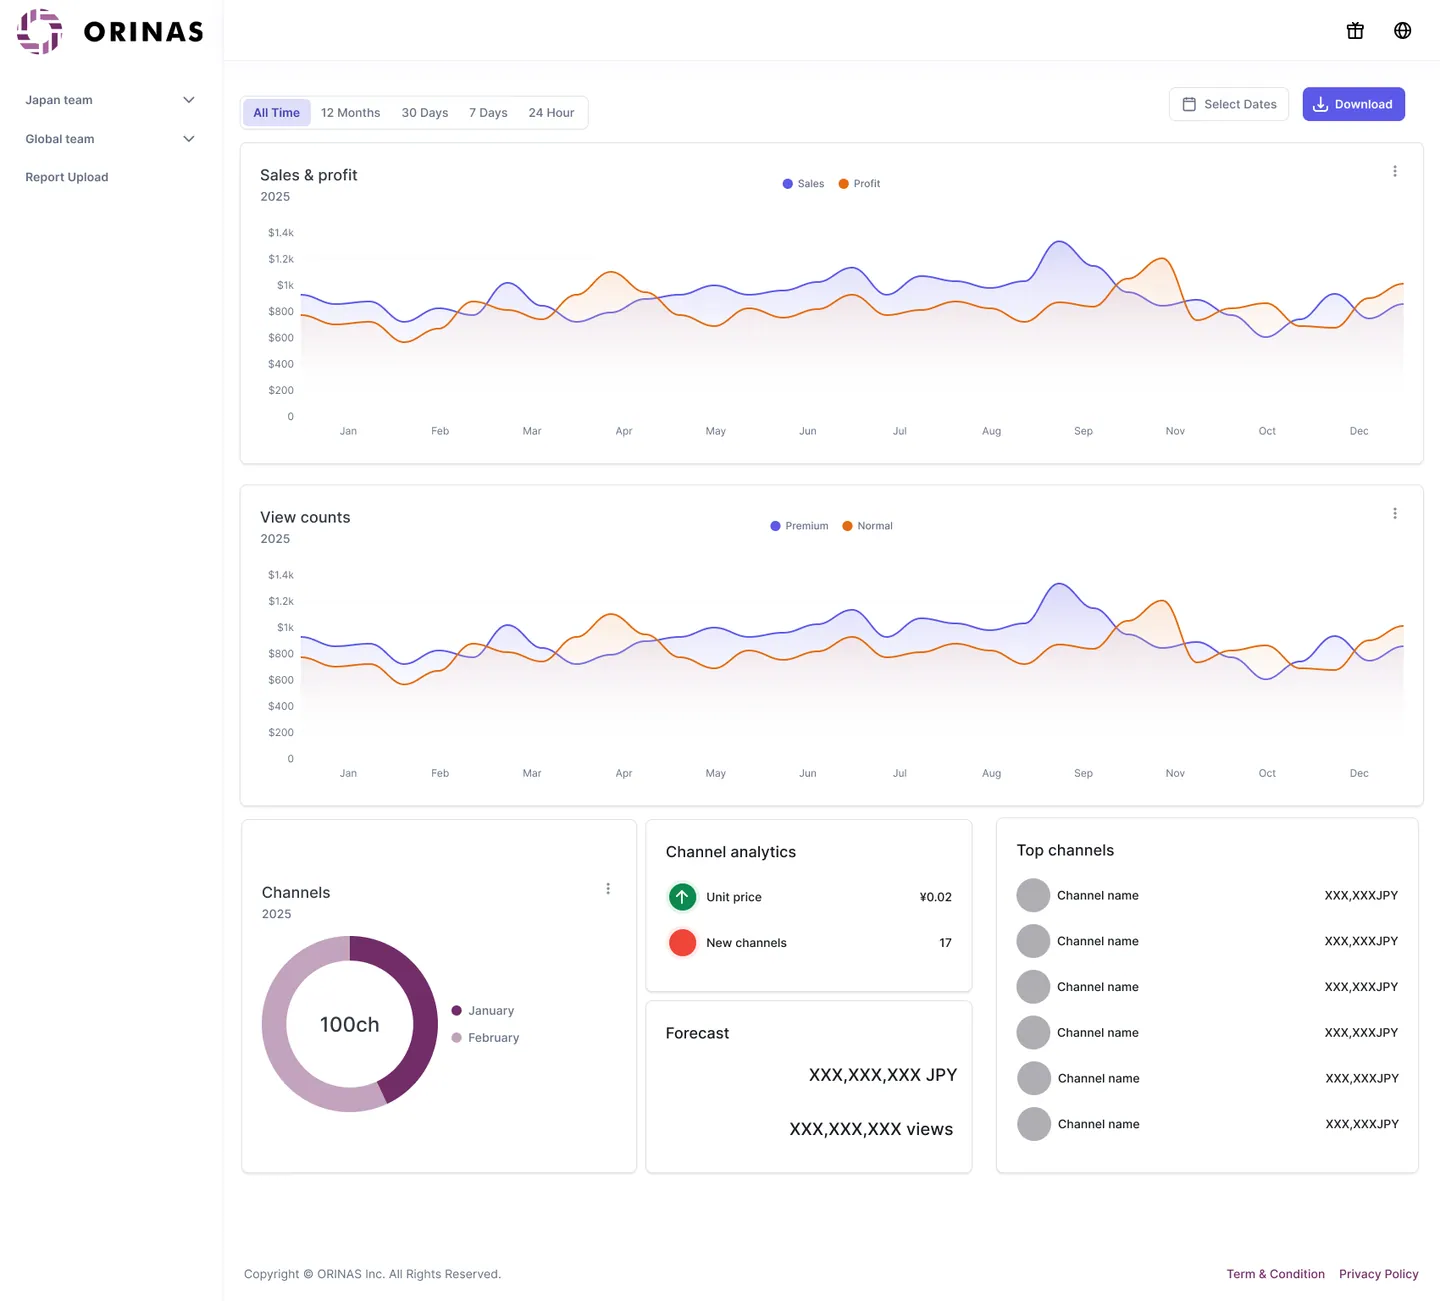 ORINAS
Japan team
Global team
Report Upload
All Time 12 Months 30 Days 7 Days 24 Hour
Select Dates
Download
Sales & profit
2025
Sales Profit
$1.4k
$1.2k
$1k
$800
$600
$400
$200
0
Jan Feb Mar Apr May Jun Jul Aug Sep Nov Oct Dec
View counts
2025
Premium Normal
$1.4k
$1.2k
$1k
$800
$600
$400
$200
0
Jan Feb Mar Apr May Jun Jul Aug Sep Nov Oct Dec
Channels
2025
100ch
January
February
Channel analytics
Unit price ¥0.02
New channels 17
Forecast
XXX,XXX,XXX JPY
XXX,XXX,XXX views
Top channels
Channel name XXX,XXXJPY
Channel name XXX,XXXJPY
Channel name XXX,XXXJPY
Channel name XXX,XXXJPY
Channel name XXX,XXXJPY
Channel name XXX,XXXJPY
Copyright © ORINAS Inc. All Rights Reserved.
Term & Condition Privacy Policy